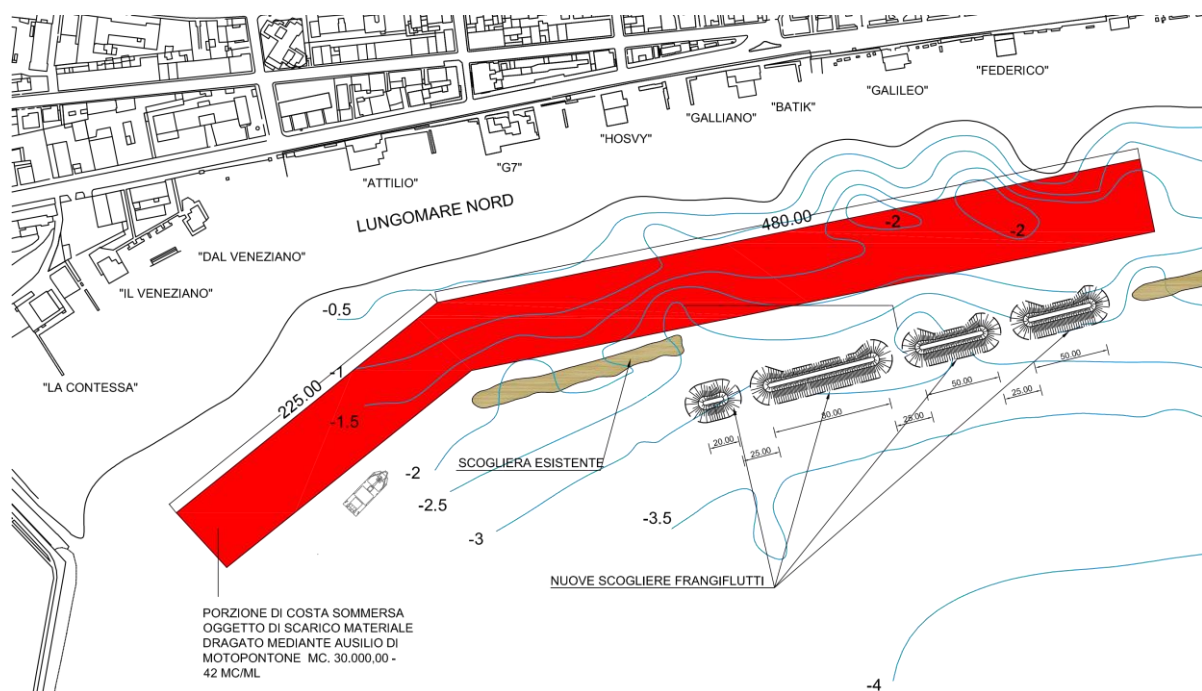 "FEDERICO"
"GALILEO"
"BATIK"
"GALLIANO"
"HOSVY"
"G7"
"ATTILIO"
LUNGOMARE NORD
"DAL VENEZIANO"
"IL VENEZIANO"
"LA CONTESSA"
480.00
-2
-2
-0.5
-1
225.00
-1.5
50.00
50.00
25.00
80.00
25.00
20.00
25.00
SCOGLIERA ESISTENTE
-2
-2.5
-3
-3.5
NUOVE SCOGLIERE FRANGIFLUTTI
PORZIONE DI COSTA SOMMERSA
OGGETTO DI SCARICO MATERIALE
DRAGATO MEDIANTE AUSILIO DI
MOTOPONTONE MC. 30.000,00 -
42 MC/ML
-4